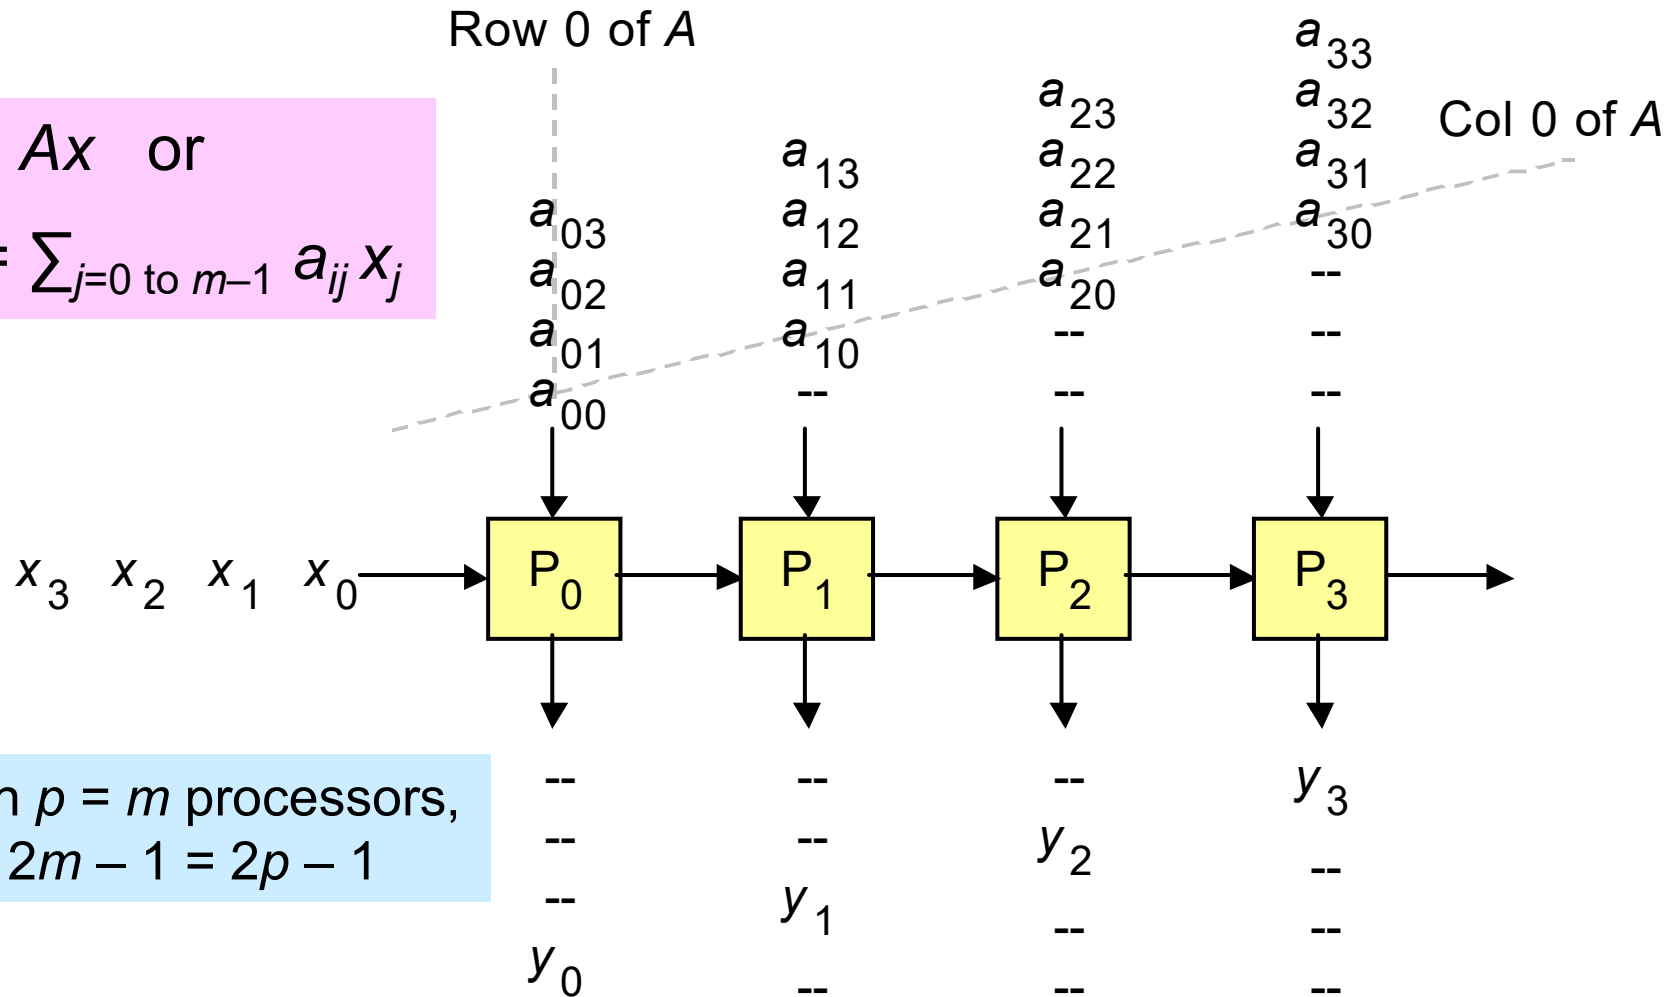 Row 0 of A
a33
a23 a32
Col 0 of A
Ax or
a13 a22 a31
a03 a12 a21 a30
= ∑j=0 to m–1 aij xj
a02 a11 a20 --
a01 a10 -- --
a00 -- -- --
x3 x2 x1 x0 P0 P1 P2 P3
-- -- -- y3
p = m processors,
-- -- y2 --
2m – 1 = 2p – 1
-- y1 -- --
y0 -- -- --